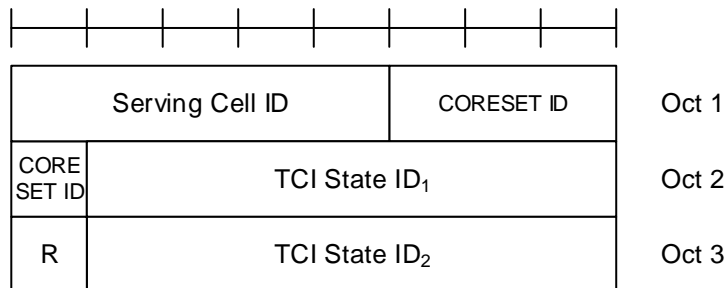 Serving Cell ID CORESET ID Oct 1
CORE
SET ID TCI State ID₁ Oct 2
R TCI State ID₂ Oct 3